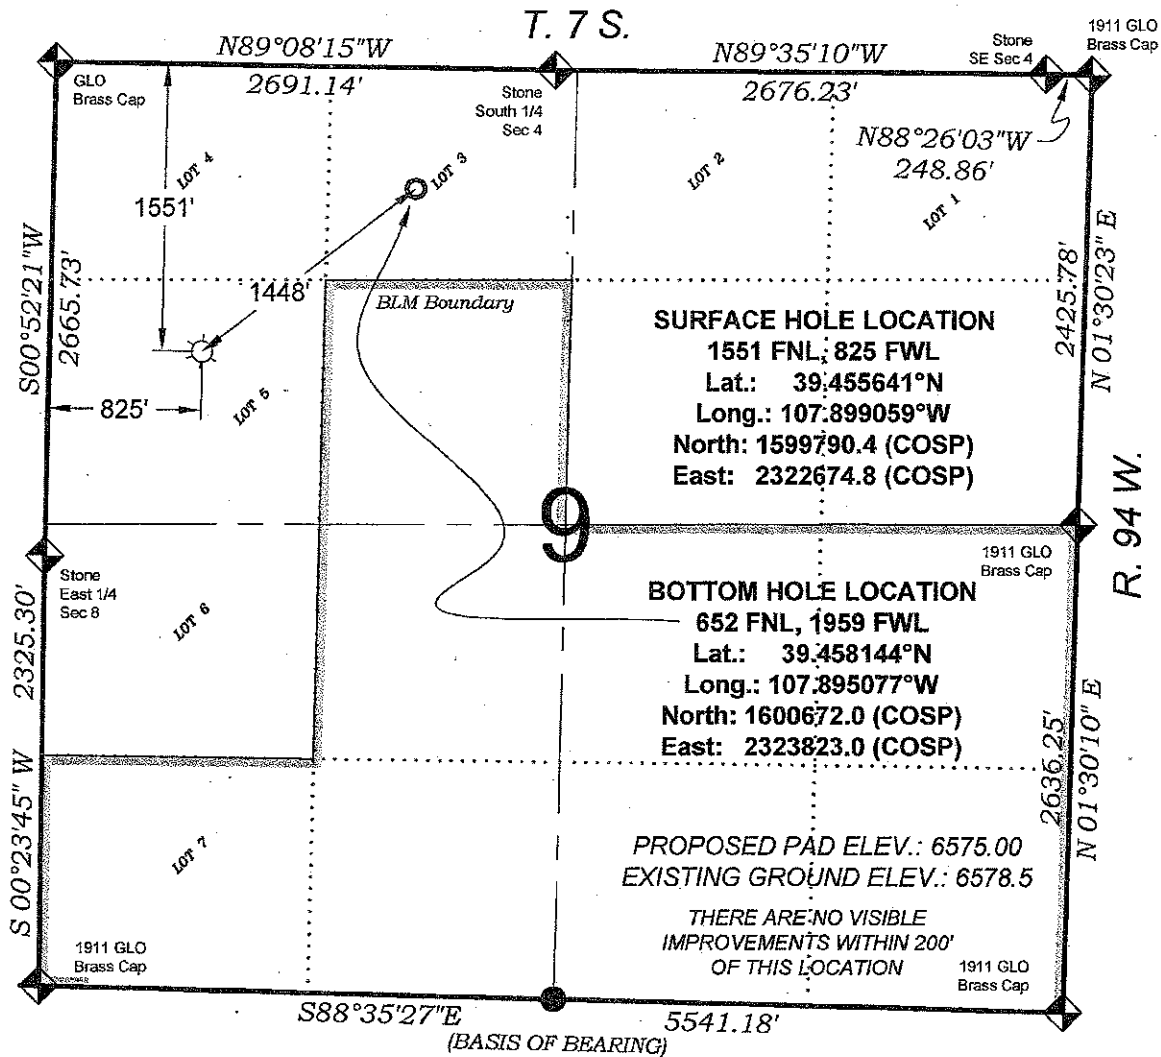 T. 7 S.
1911 GLO
Brass Cap
N89°08'15"W
2691.14'
N89°35'10"W
2676.23'
Stone
SE Sec 4
GLO
Brass Cap
Stone
South 1/4
Sec 4
N88°26'03"W
248.86'
LOT 4
LOT 3
LOT 2
LOT 1
1551'
1448'
S00°52'21"W
2665.73'
N 01°30'23" E
2425.78'
BLM Boundary
825'
LOT 5
SURFACE HOLE LOCATION
1551 FNL, 825 FWL
Lat.: 39.455641°N
Long.: 107.899059°W
North: 1599790.4 (COSP)
East: 2322674.8 (COSP)
R. 94 W.
9
1911 GLO
Brass Cap
Stone
East 1/4
Sec 8
LOT 6
BOTTOM HOLE LOCATION
652 FNL, 1959 FWL
Lat.: 39.458144°N
Long.: 107.895077°W
North: 1600672.0 (COSP)
East: 2323823.0 (COSP)
S 00°23'45" W
2325.30'
2636.25'
N 01°30'10" E
LOT 7
PROPOSED PAD ELEV.: 6575.00
EXISTING GROUND ELEV.: 6578.5
THERE ARE NO VISIBLE
IMPROVEMENTS WITHIN 200'
OF THIS LOCATION
1911 GLO
Brass Cap
1911 GLO
Brass Cap
S88°35'27"E
5541.18'
(BASIS OF BEARING)